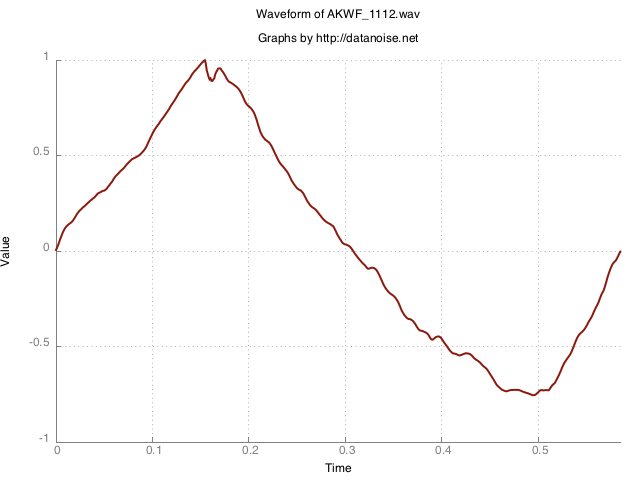 Waveform of AKWF_1112.wav
Graphs by http://datanoise.net
1
0.5
0
-0.5
-1
Value
0
0.1
0.2
0.3
0.4
0.5
Time